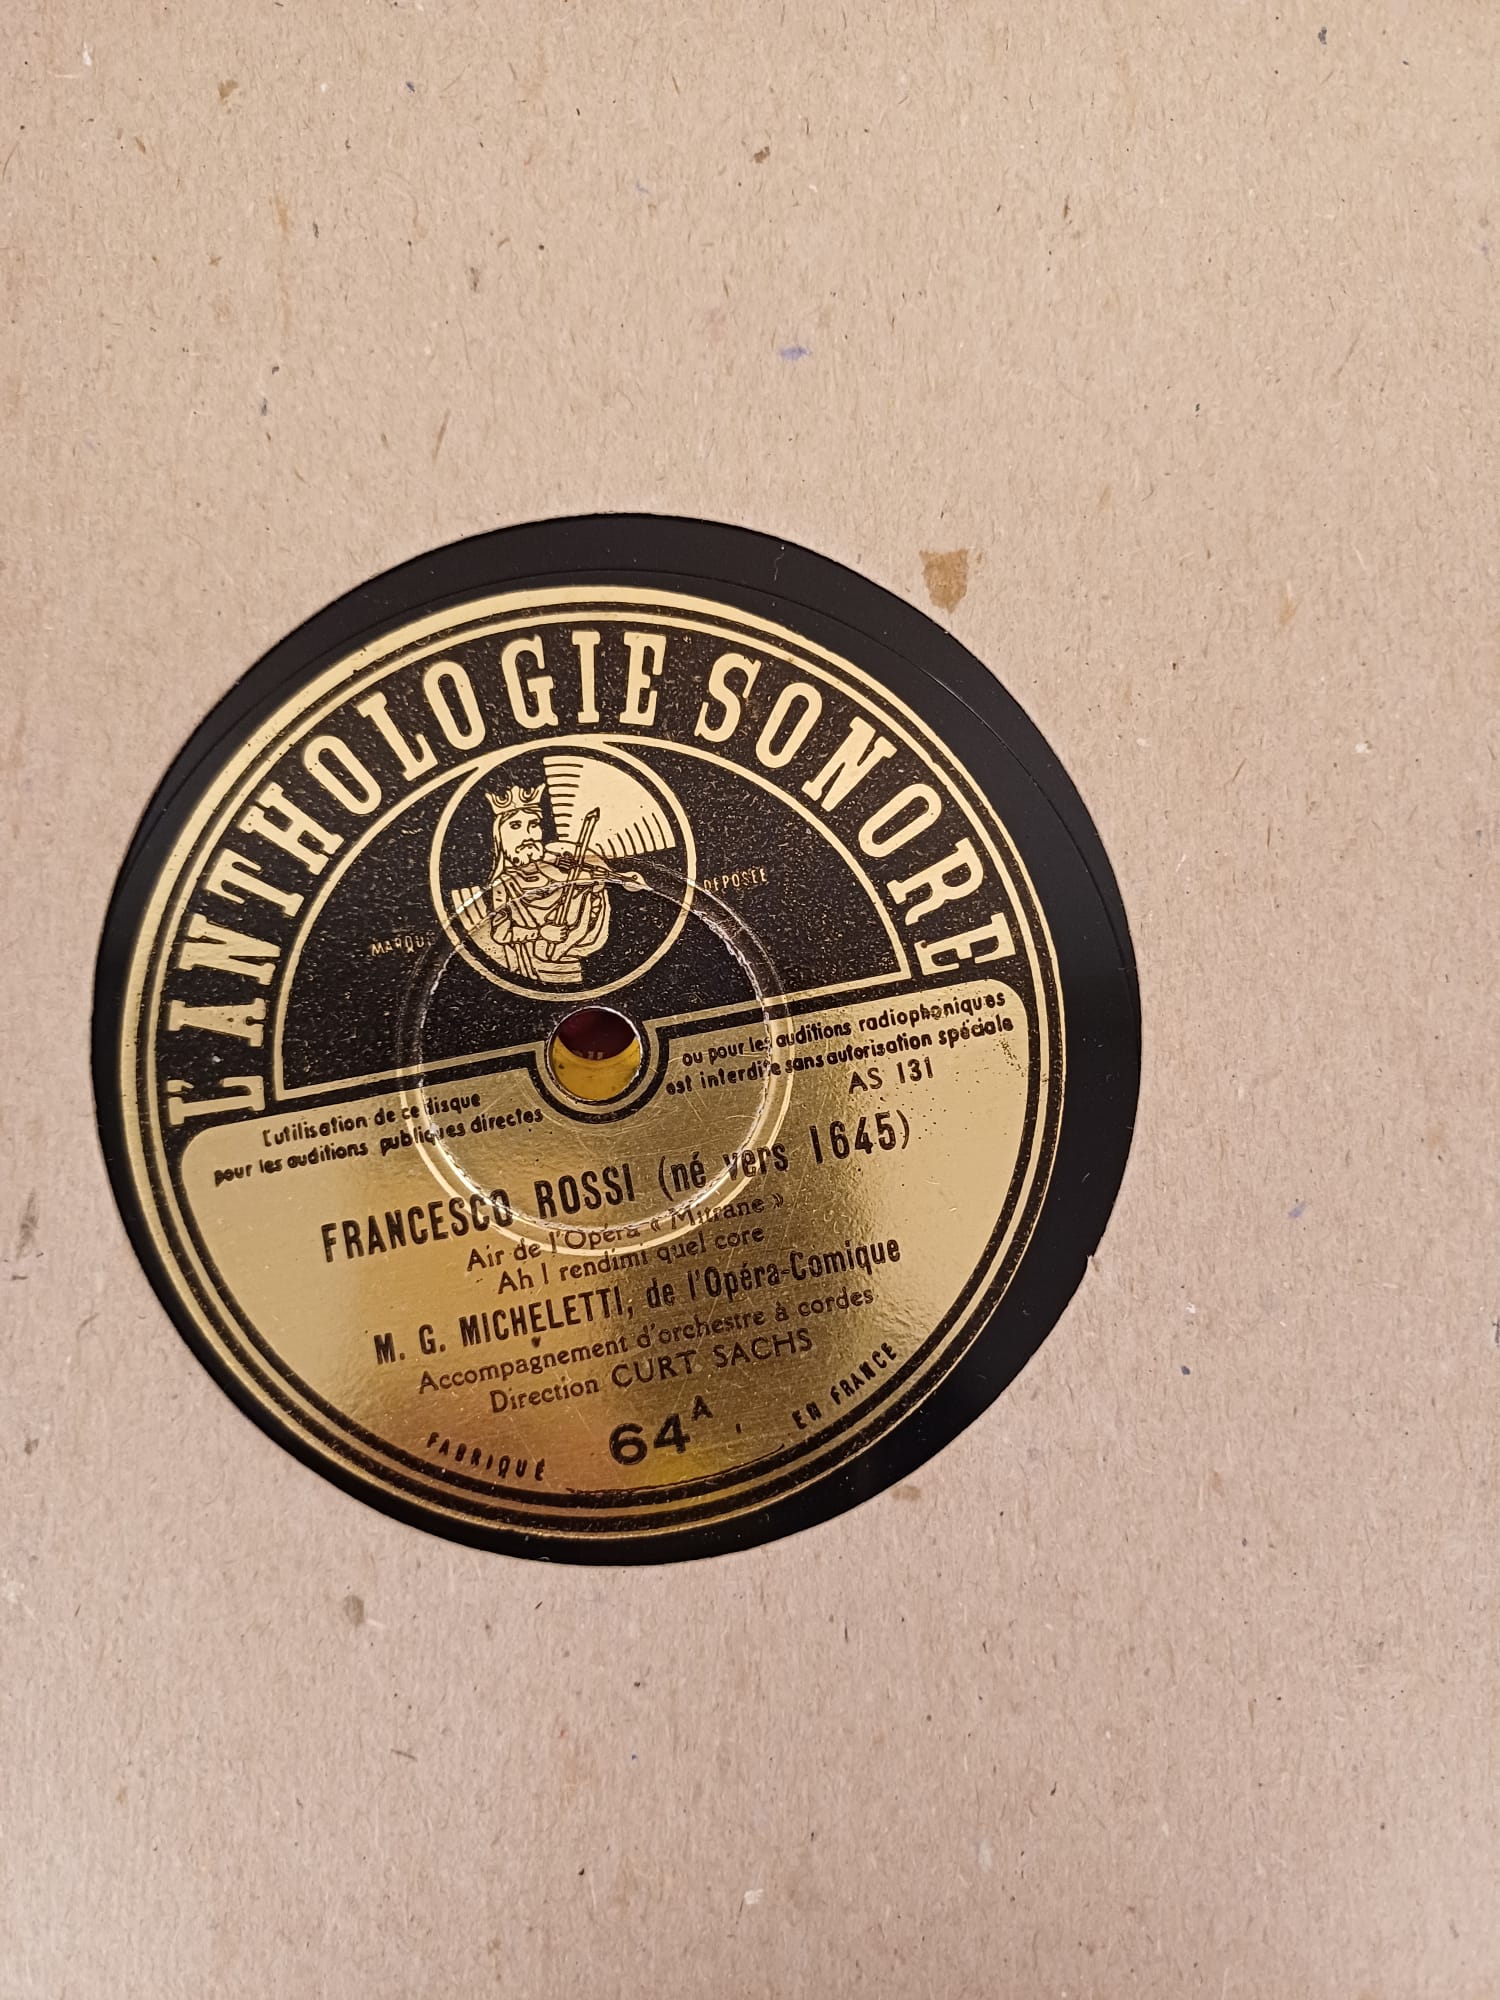 L'ANTHOLOGIE SONORE
MARQUE DÉPOSÉE
L'utilisation de ce disque
pour les auditions publiques directes
ou pour les auditions radiophoniques
est interdite sans autorisation spéciale
AS 131
FRANCESCO ROSSI (né vers 1645)
Air de l'Opéra « Mitrane »
Ah ! rendimi quel core
M. G. MICHELETTI, de l'Opéra-Comique
Accompagnement d'orchestre à cordes
Direction CURT SACHS
64 A
FABRIQUÉ EN FRANCE